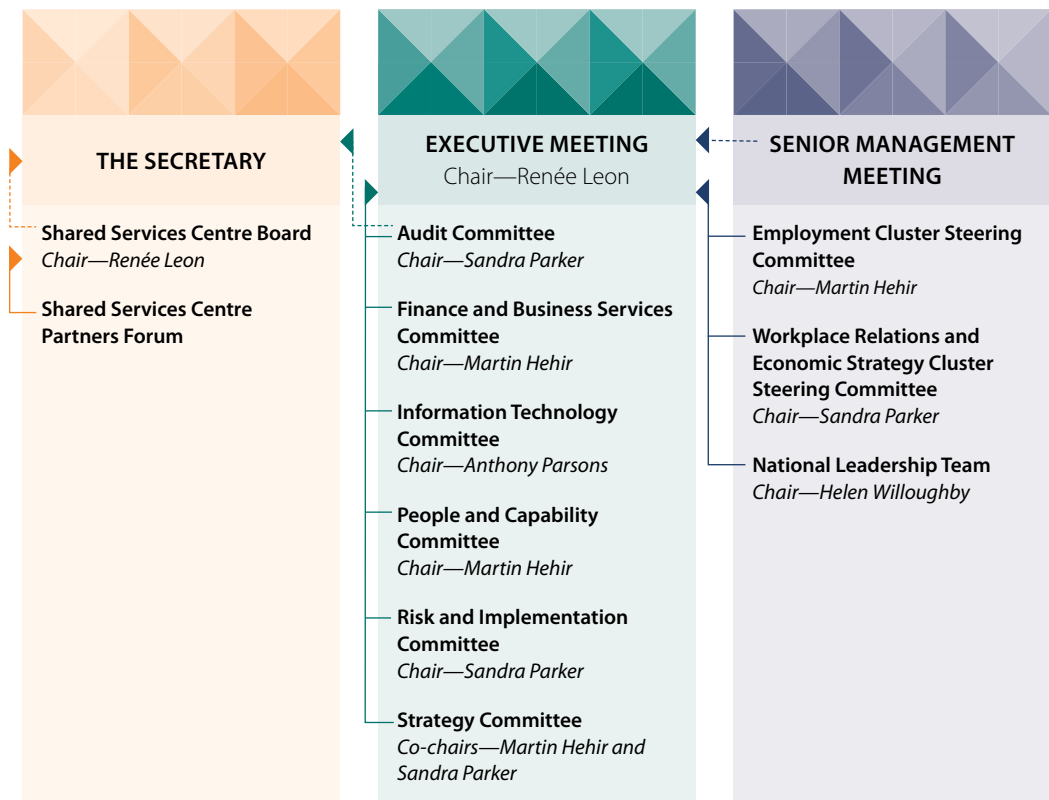 THE SECRETARY
Shared Services Centre Board
Chair—Renée Leon
Shared Services Centre
Partners Forum
EXECUTIVE MEETING
Chair—Renée Leon
Audit Committee
Chair—Sandra Parker
Finance and Business Services
Committee
Chair—Martin Hehir
Information Technology
Committee
Chair—Anthony Parsons
People and Capability
Committee
Chair—Martin Hehir
Risk and Implementation
Committee
Chair—Sandra Parker
Strategy Committee
Co-chairs—Martin Hehir and
Sandra Parker
SENIOR MANAGEMENT
MEETING
Employment Cluster Steering
Committee
Chair—Martin Hehir
Workplace Relations and
Economic Strategy Cluster
Steering Committee
Chair—Sandra Parker
National Leadership Team
Chair—Helen Willoughby